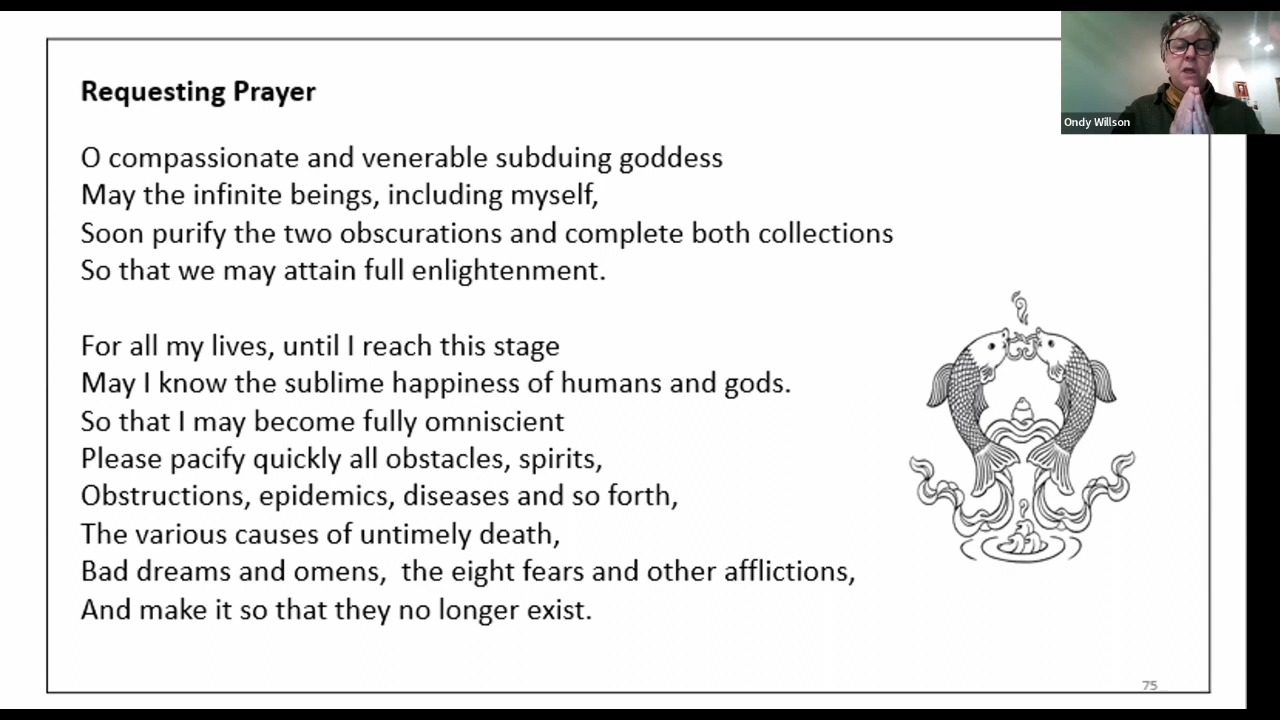 Requesting Prayer
Ondy Willson
O compassionate and venerable subduing goddess
May the infinite beings, including myself,
Soon purify the two obscurations and complete both collections
So that we may attain full enlightenment.
For all my lives, until I reach this stage
May I know the sublime happiness of humans and gods.
So that I may become fully omniscient
Please pacify quickly all obstacles, spirits,
Obstructions, epidemics, diseases and so forth,
The various causes of untimely death,
Bad dreams and omens,  the eight fears and other afflictions,
And make it so that they no longer exist.
75